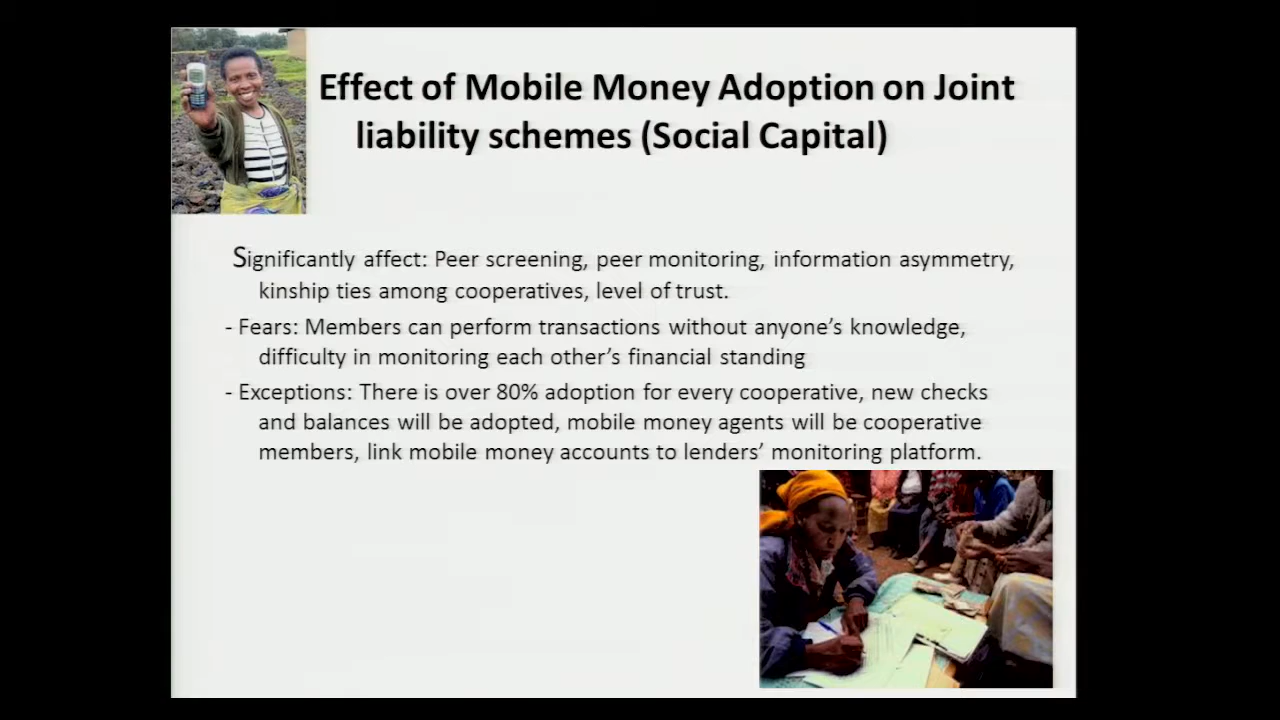 Effect of Mobile Money Adoption on Joint
liability schemes (Social Capital)
Significantly affect: Peer screening, peer monitoring, information asymmetry,
kinship ties among cooperatives, level of trust.
- Fears: Members can perform transactions without anyone's knowledge,
difficulty in monitoring each other's financial standing
- Exceptions: There is over 80% adoption for every cooperative, new checks
and balances will be adopted, mobile money agents will be cooperative
members, link mobile money accounts to lenders' monitoring platform.